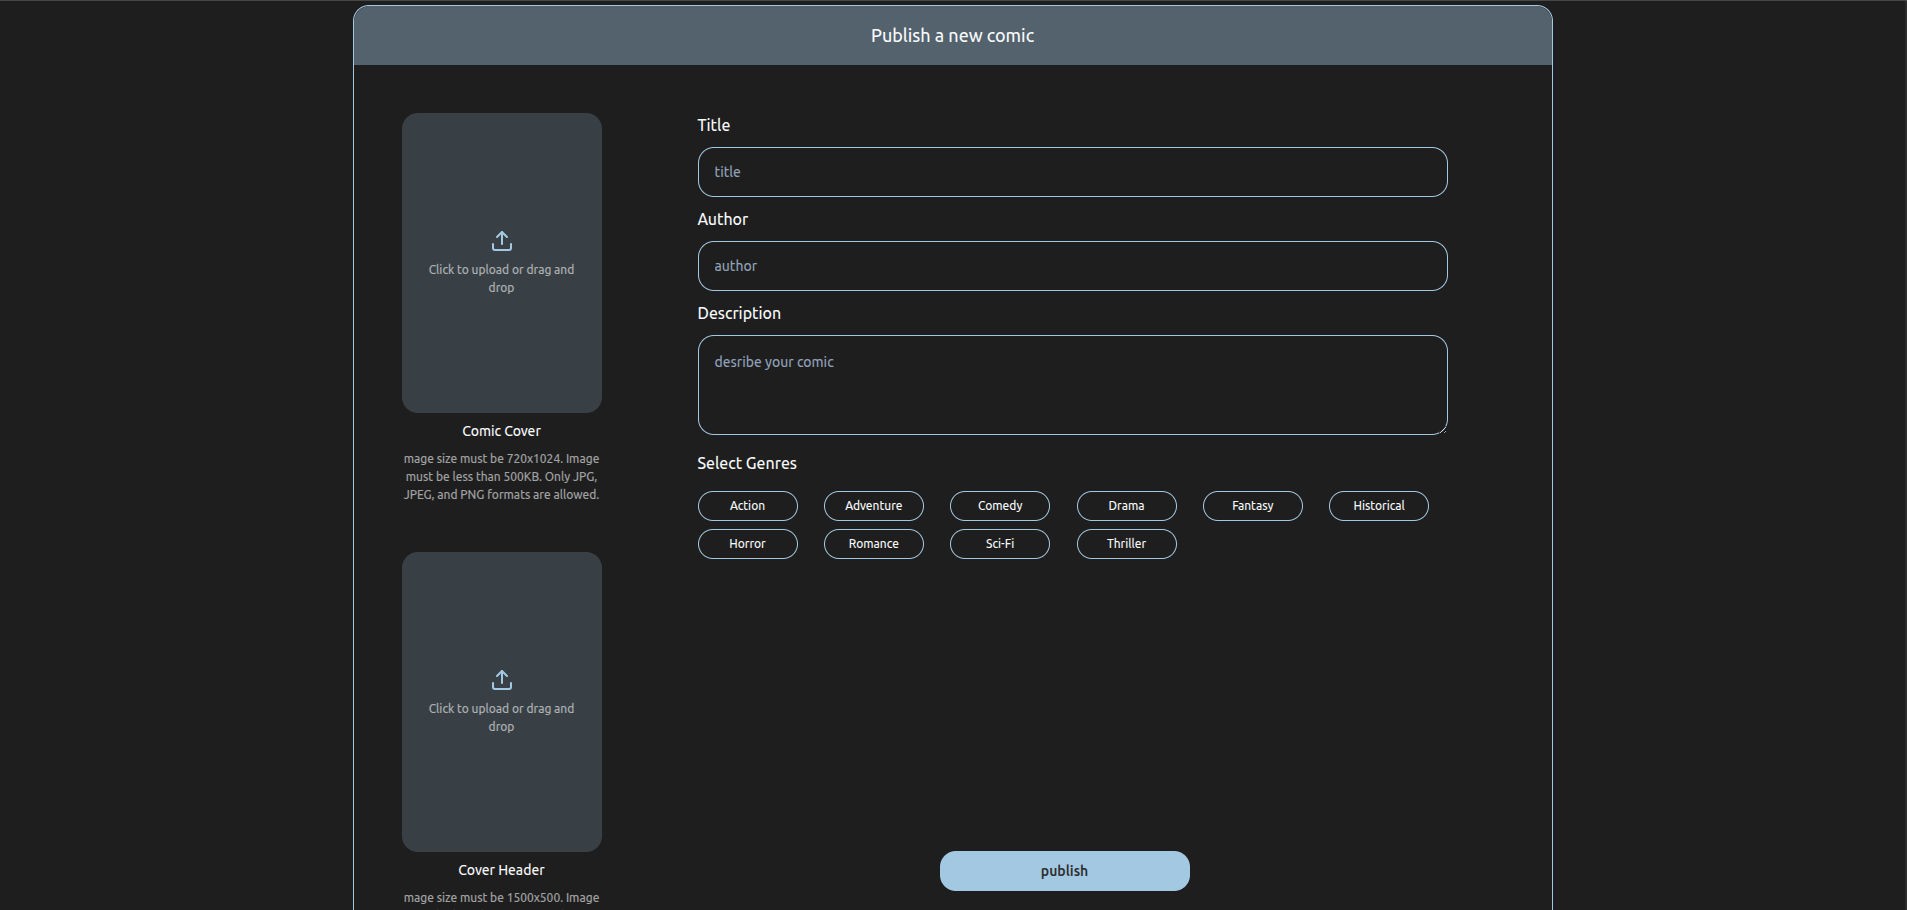 Publish a new comic
Click to upload or drag and
drop
Comic Cover
mage size must be 720x1024. Image
must be less than 500KB. Only JPG,
JPEG, and PNG formats are allowed.
Click to upload or drag and
drop
Cover Header
mage size must be 1500x500. Image
Title
title
Author
author
Description
desribe your comic
Select Genres
Action Adventure Comedy Drama Fantasy Historical
Horror Romance Sci-Fi Thriller
publish